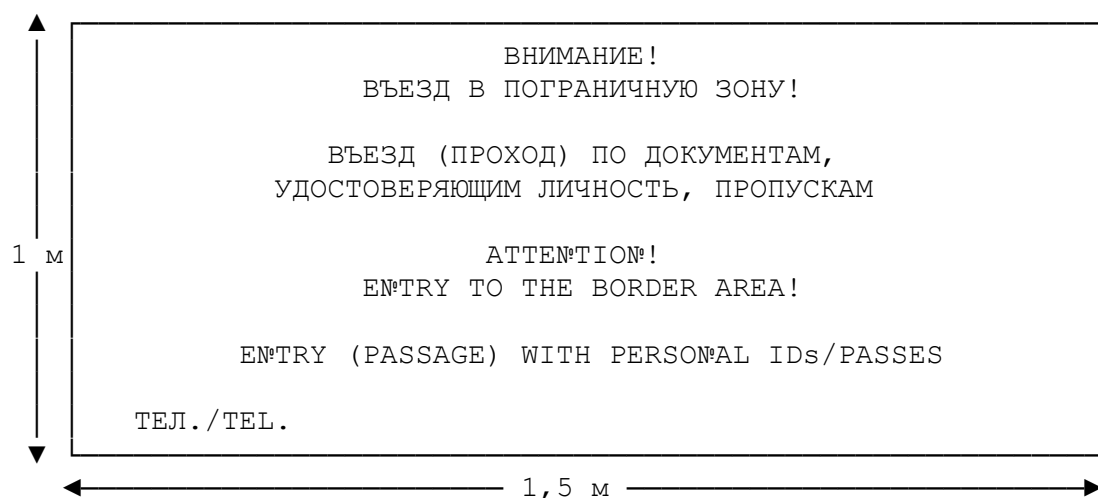 ВНИМАНИЕ!
ВЪЕЗД В ПОГРАНИЧНУЮ ЗОНУ!
ВЪЕЗД (ПРОХОД) ПО ДОКУМЕНТАМ,
УДОСТОВЕРЯЮЩИМ ЛИЧНОСТЬ, ПРОПУСКАМ
1 м
ATTEN№TION№!
EN№TRY TO THE BORDER AREA!
EN№TRY (PASSAGE) WITH PERSON№AL IDs/PASSES
ТЕЛ./TEL.
1,5 м